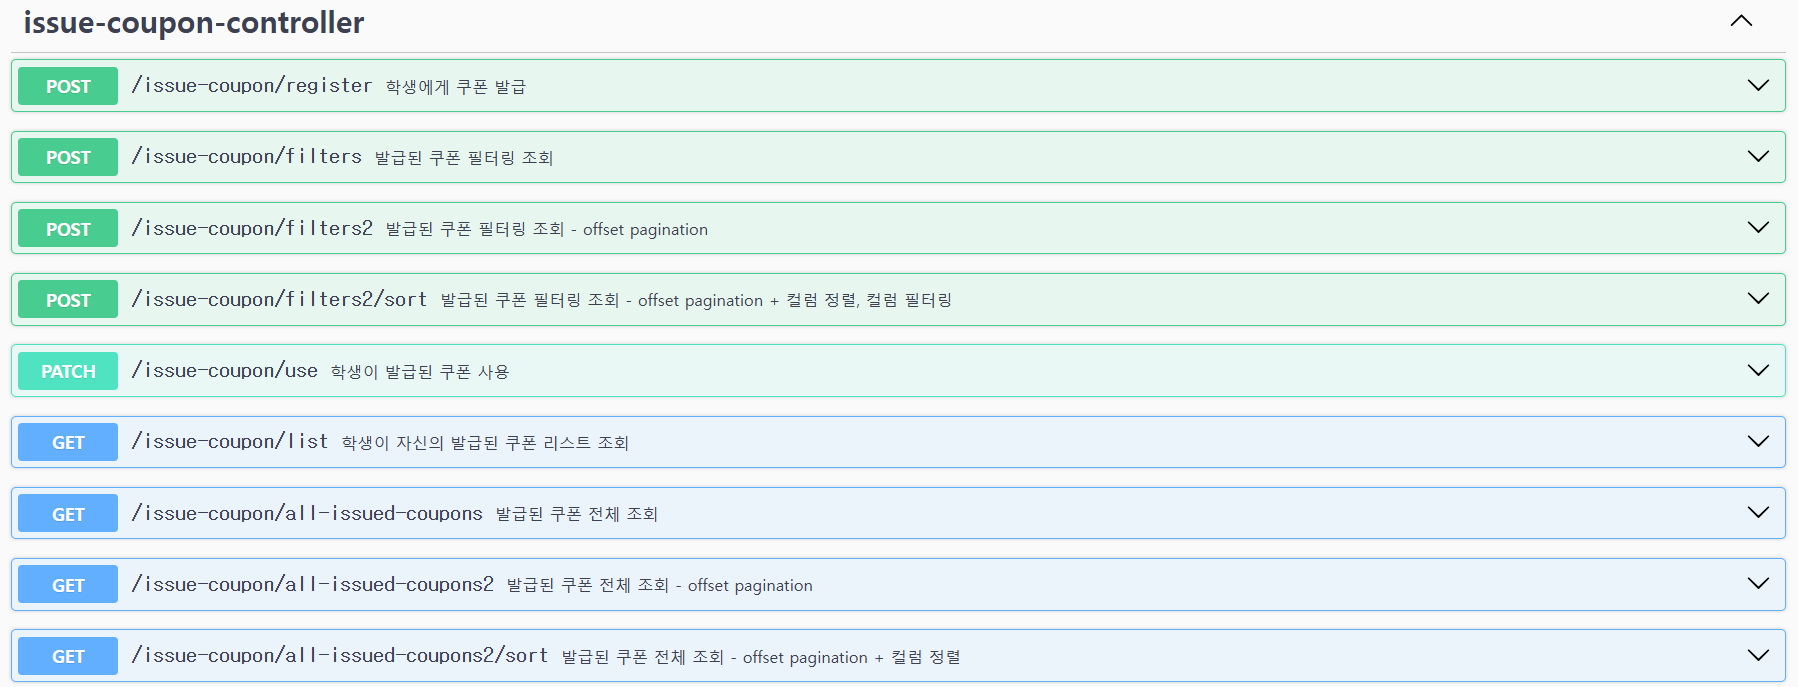 issue-coupon-controller
POST /issue-coupon/register 학생에게 쿠폰 발급
POST /issue-coupon/filters 발급된 쿠폰 필터링 조회
POST /issue-coupon/filters2 발급된 쿠폰 필터링 조회 - offset pagination
POST /issue-coupon/filters2/sort 발급된 쿠폰 필터링 조회 - offset pagination + 컬럼 정렬, 컬럼 필터링
PATCH /issue-coupon/use 학생이 발급된 쿠폰 사용
GET /issue-coupon/list 학생이 자신의 발급된 쿠폰 리스트 조회
GET /issue-coupon/all-issued-coupons 발급된 쿠폰 전체 조회
GET /issue-coupon/all-issued-coupons2 발급된 쿠폰 전체 조회 - offset pagination
GET /issue-coupon/all-issued-coupons2/sort 발급된 쿠폰 전체 조회 - offset pagination + 컬럼 정렬